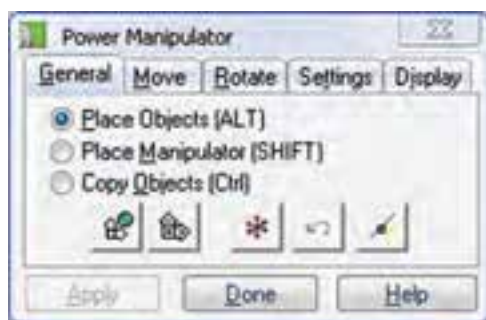 Power Manipulator
General Move Rotate Settings Display
Place Objects (ALT)
Place Manipulator (SHIFT)
Copy Objects (Ctrl)
Apply Done Help